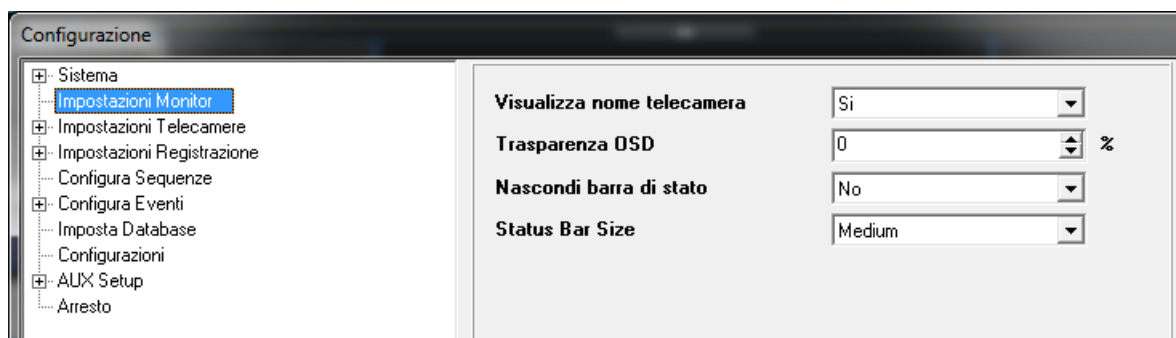 Configurazione
Sistema
Impostazioni Monitor
Impostazioni Telecamere
Impostazioni Registrazione
Configura Sequenze
Configura Eventi
Imposta Database
Configurazioni
AUX Setup
Arresto
Visualizza nome telecamera Si
Trasparenza OSD 0 %
Nascondi barra di stato No
Status Bar Size Medium